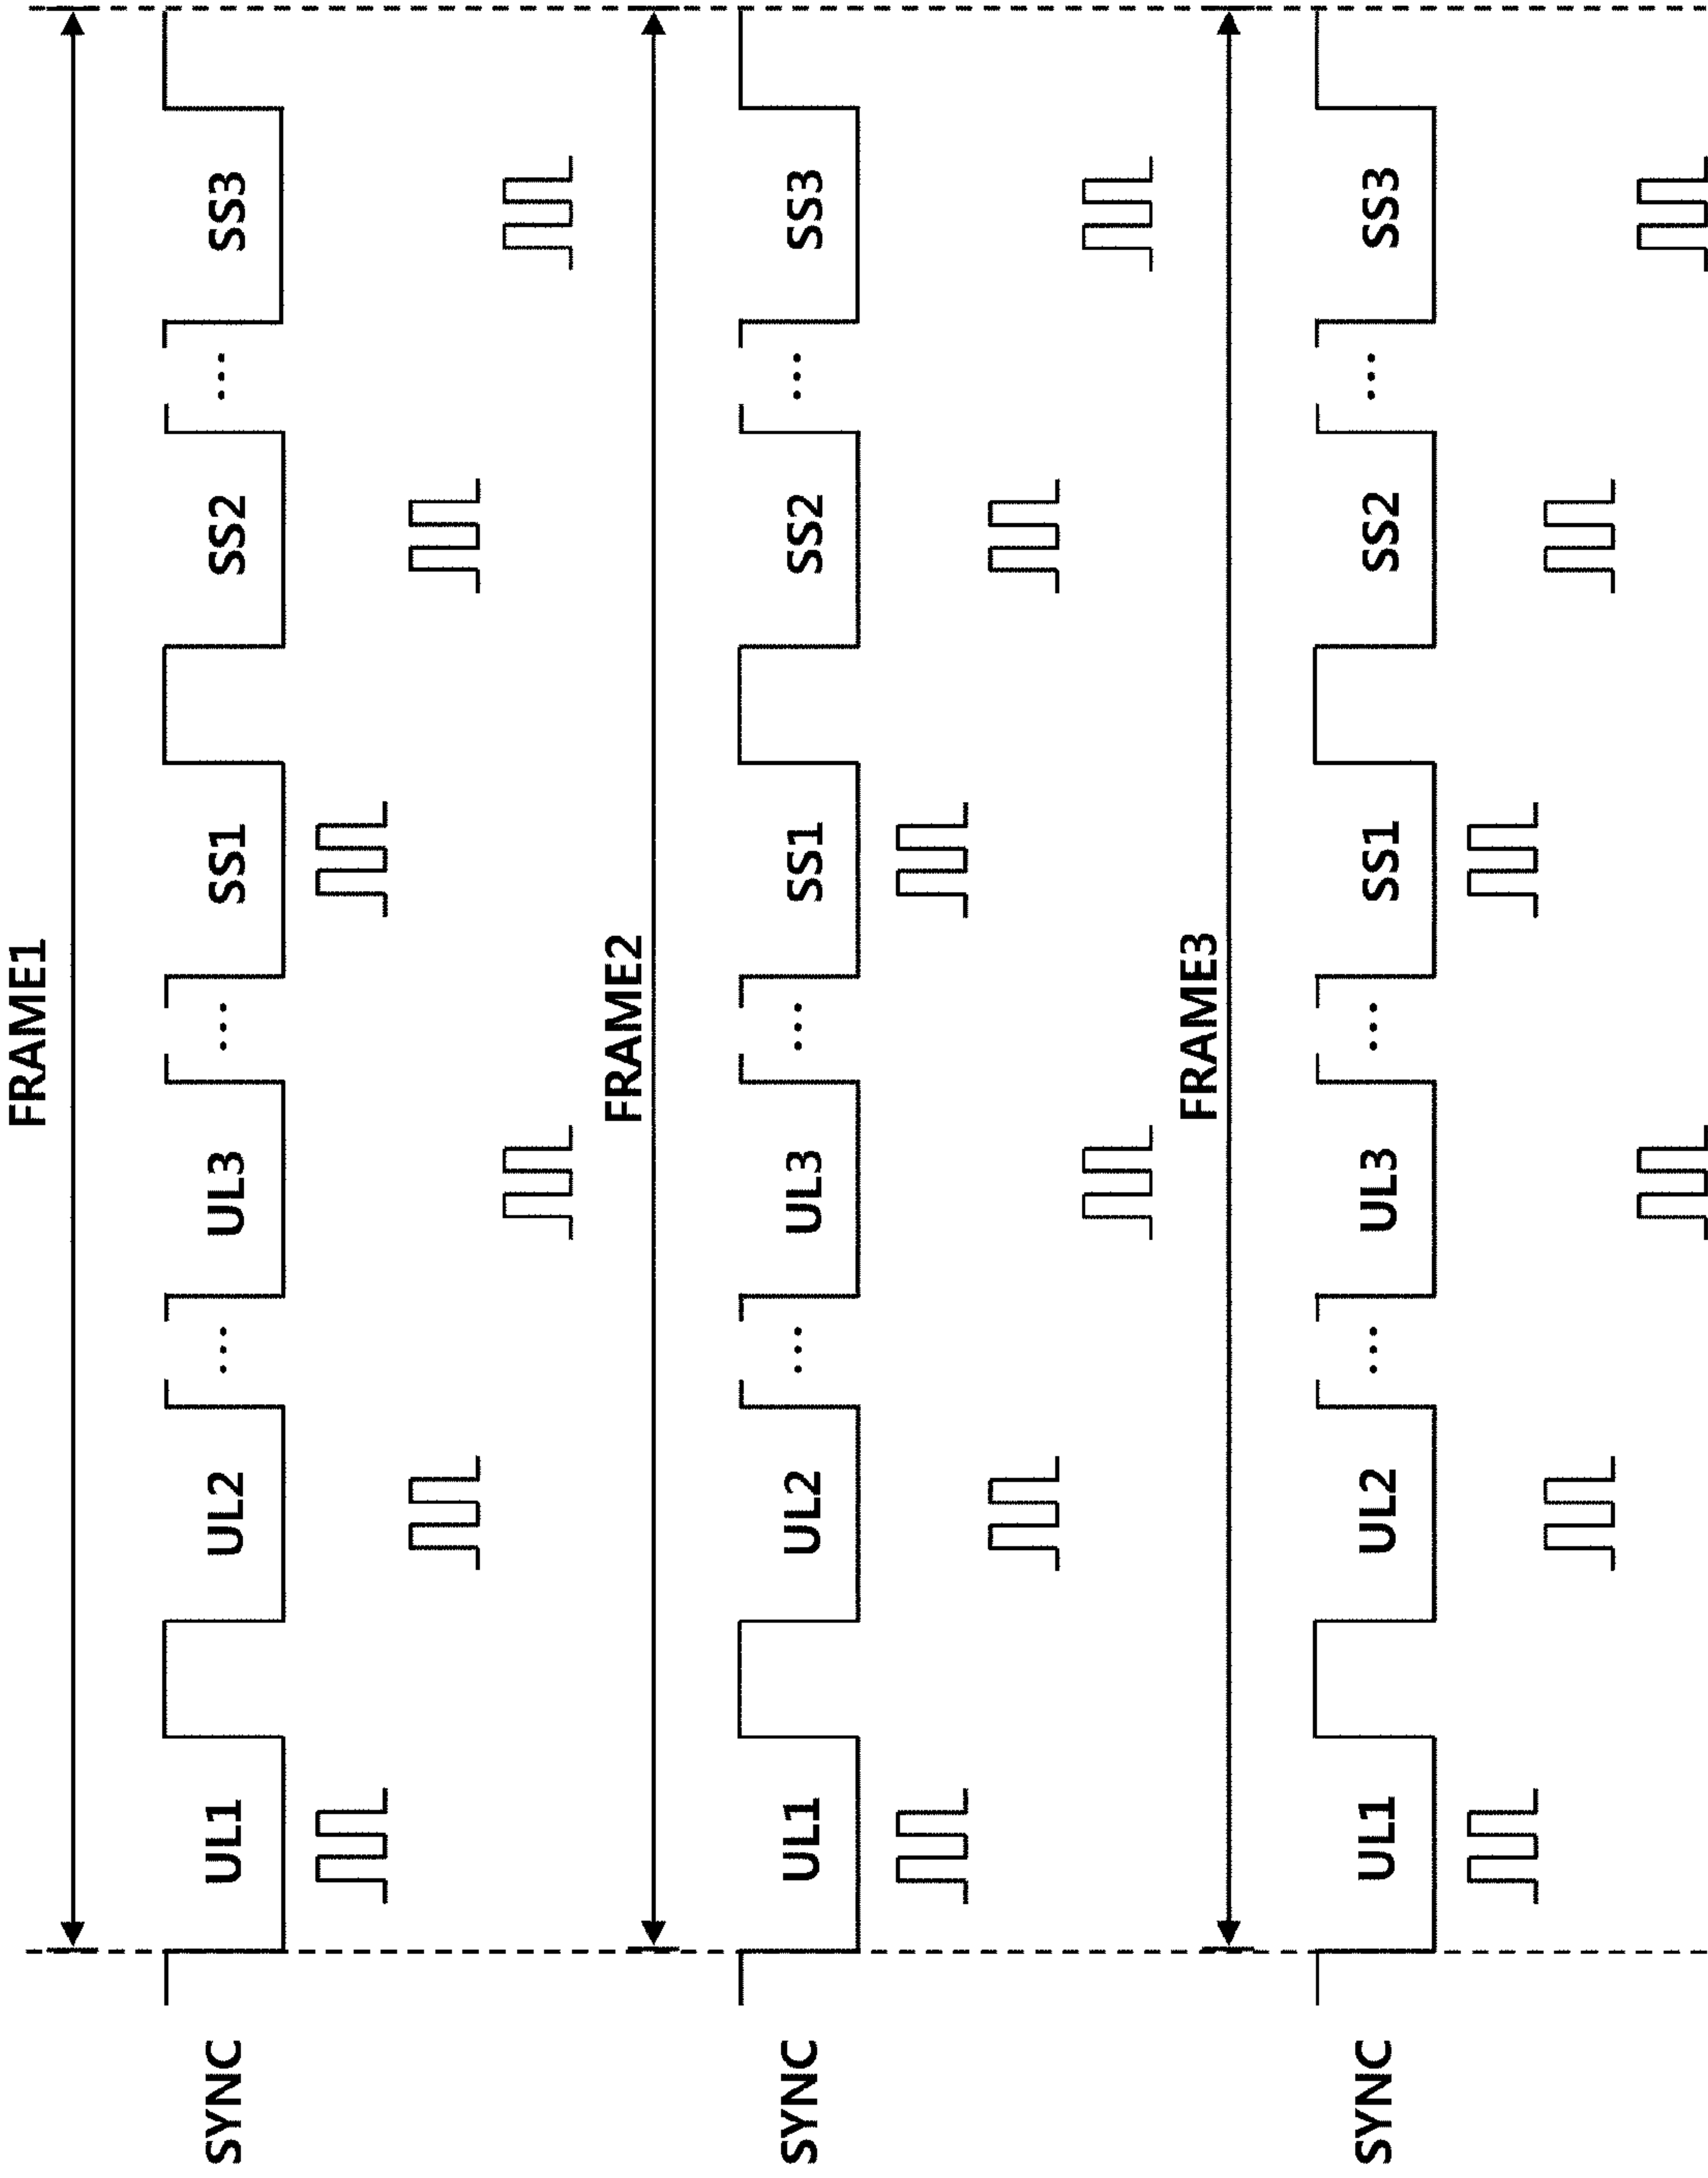 FRAME1
SYNC UL1 UL2 ... UL3 ... SS1 SS2 ... SS3
FRAME2
SYNC UL1 UL2 ... UL3 ... SS1 SS2 ... SS3
FRAME3
SYNC UL1 UL2 ... UL3 ... SS1 SS2 ... SS3